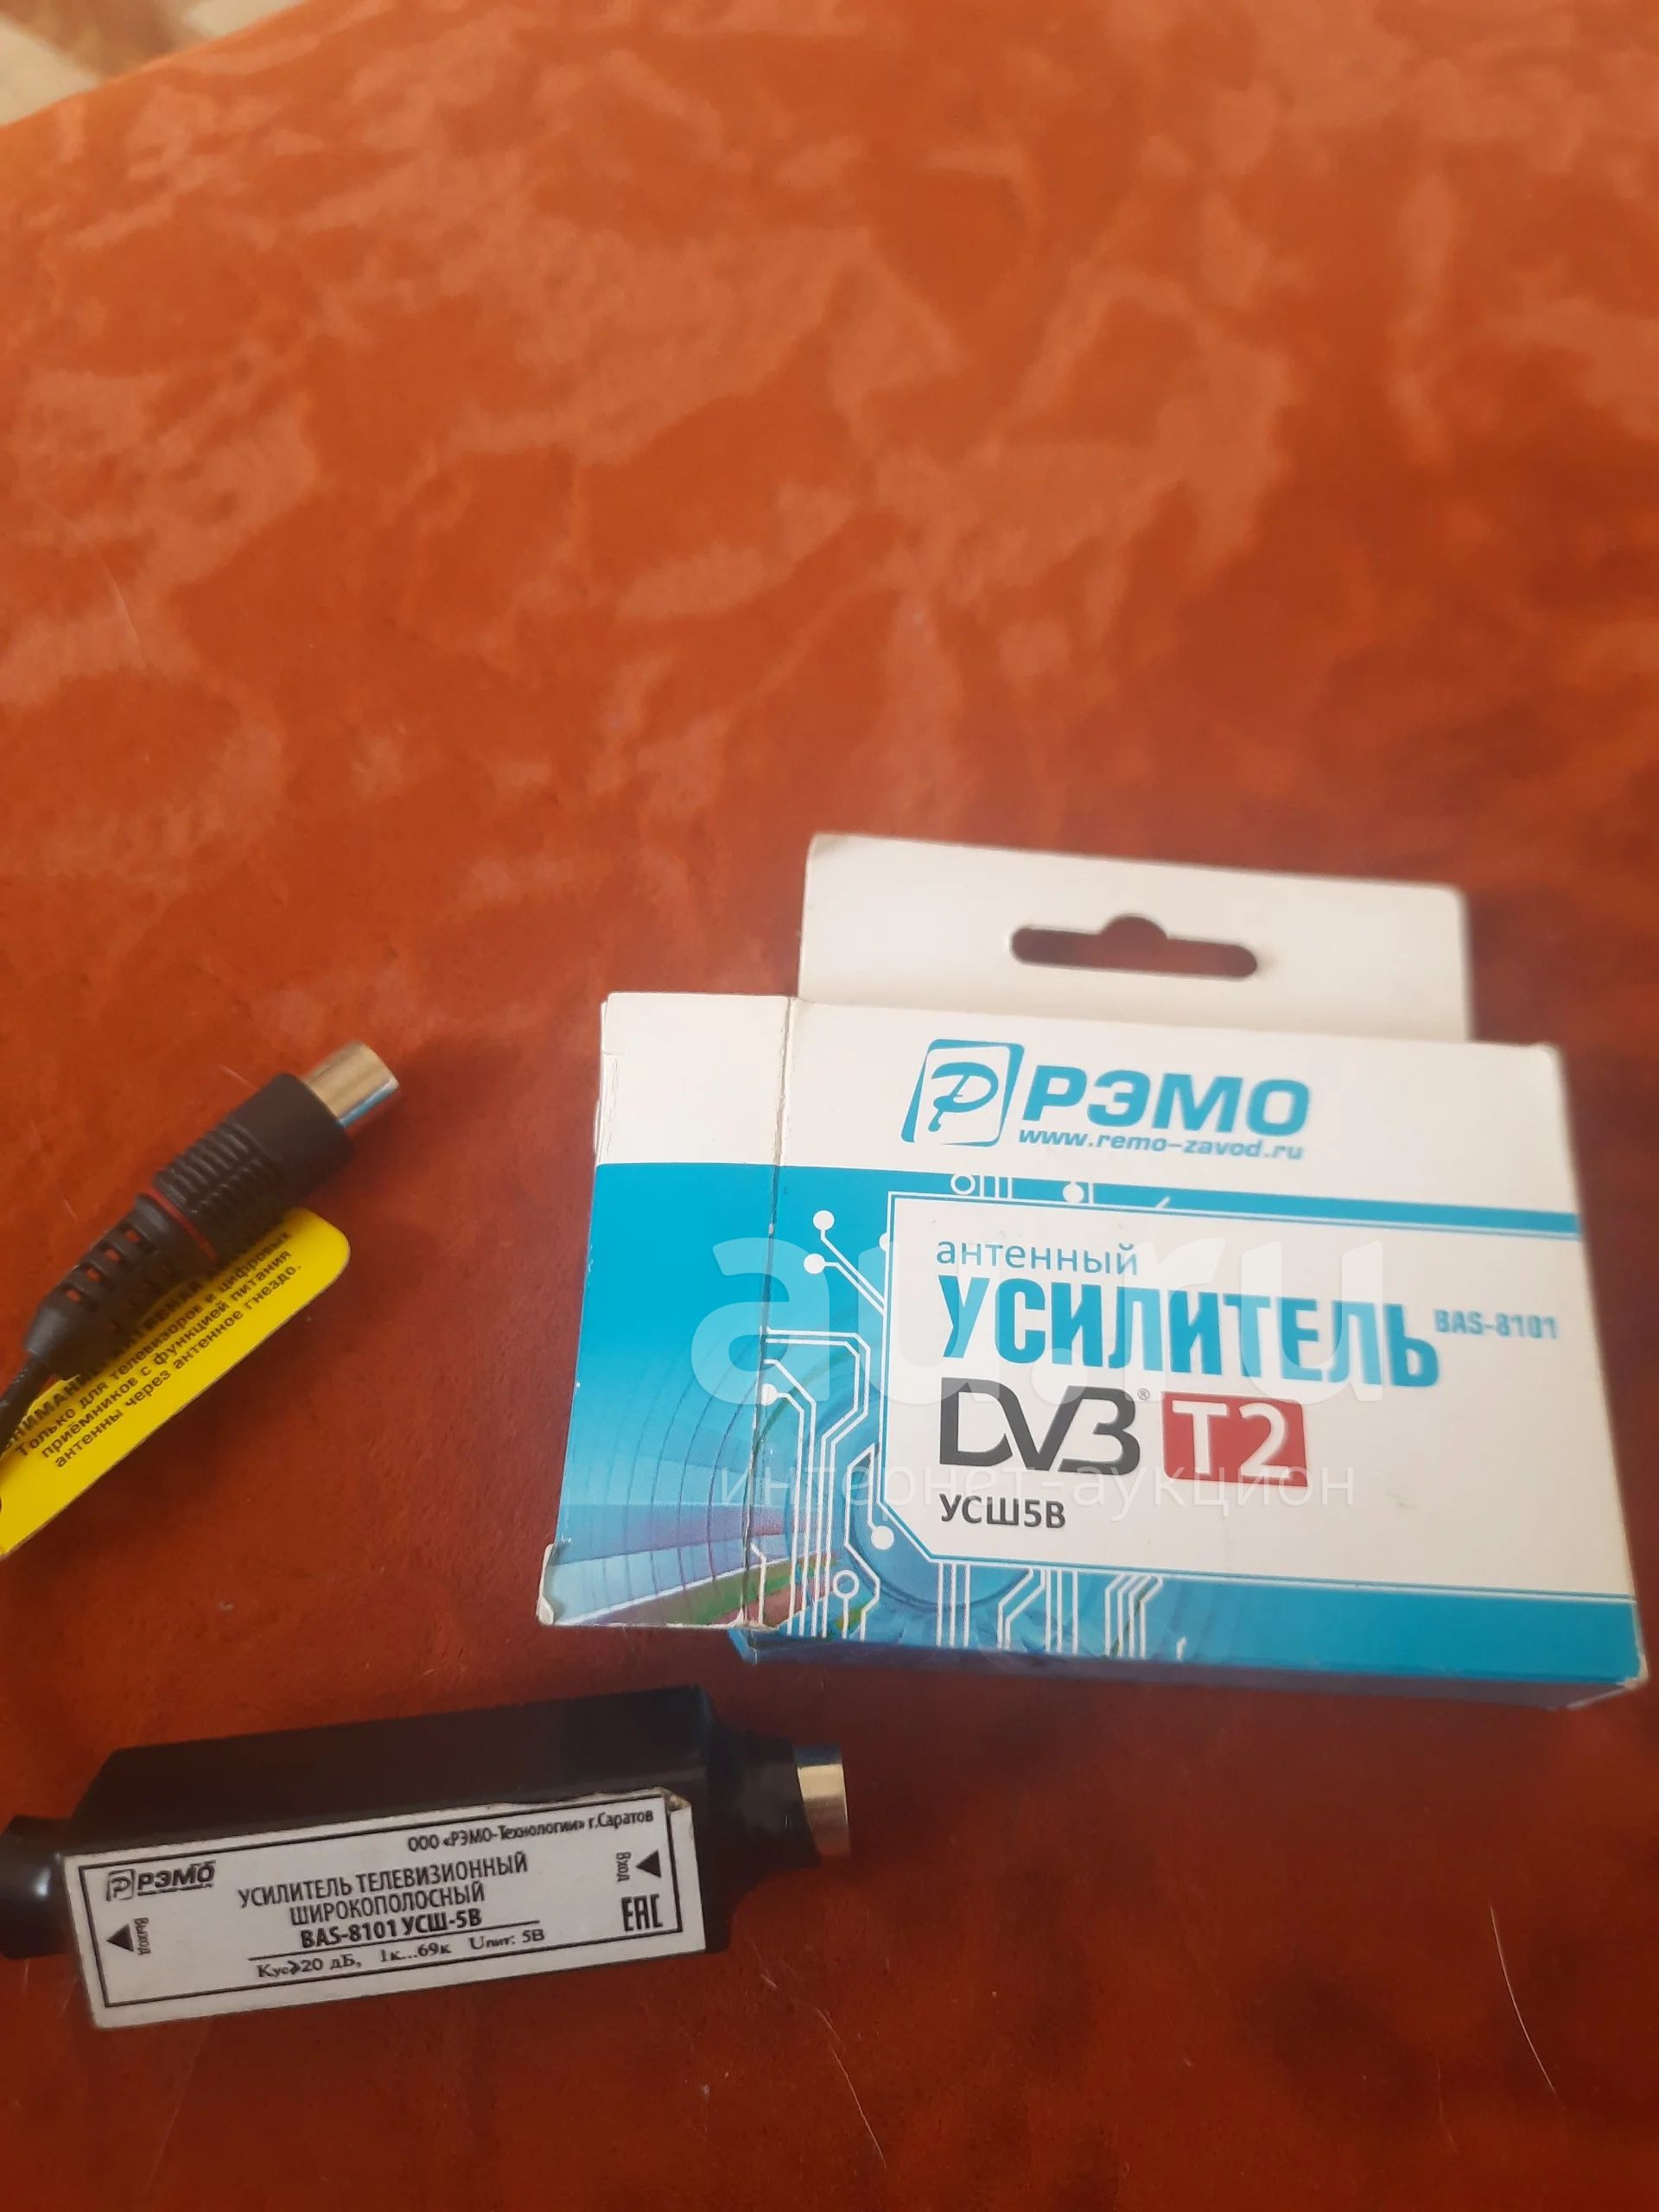 РЭМО
www.remo-zavod.ru
антенный
УСИЛИТЕЛЬ BAS-8101
DVB® T2
УСШ5В
au.ru
интернет-аукцион
Только для телевизоров и цифровых
приёмников с функцией питания
антенны через антенное гнездо.
ООО «РЭМО-Технологии» г.Саратов
РЭМО
УСИЛИТЕЛЬ ТЕЛЕВИЗИОННЫЙ
ШИРОКОПОЛОСНЫЙ
BAS-8101 УСШ-5В
Кус≥20 дБ, 1к...69к Uпит: 5В
Выход
Вход
EAC